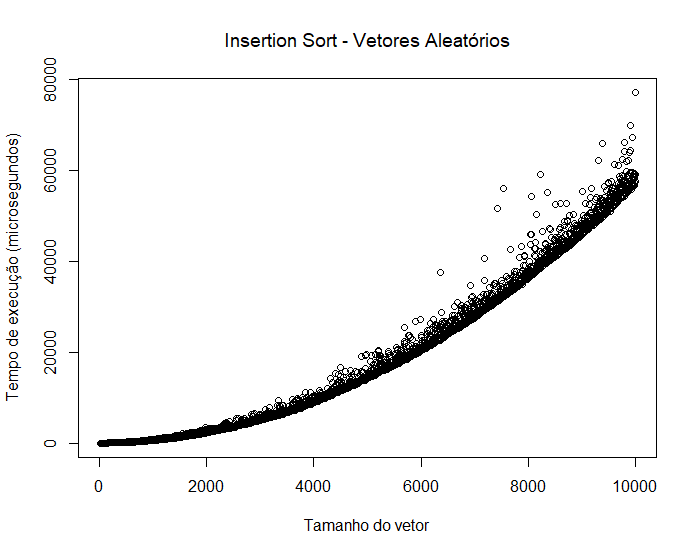 Insertion Sort - Vetores Aleatórios
Tempo de execução (microsegundos)
80000
60000
40000
20000
0
0 2000 4000 6000 8000 10000
Tamanho do vetor